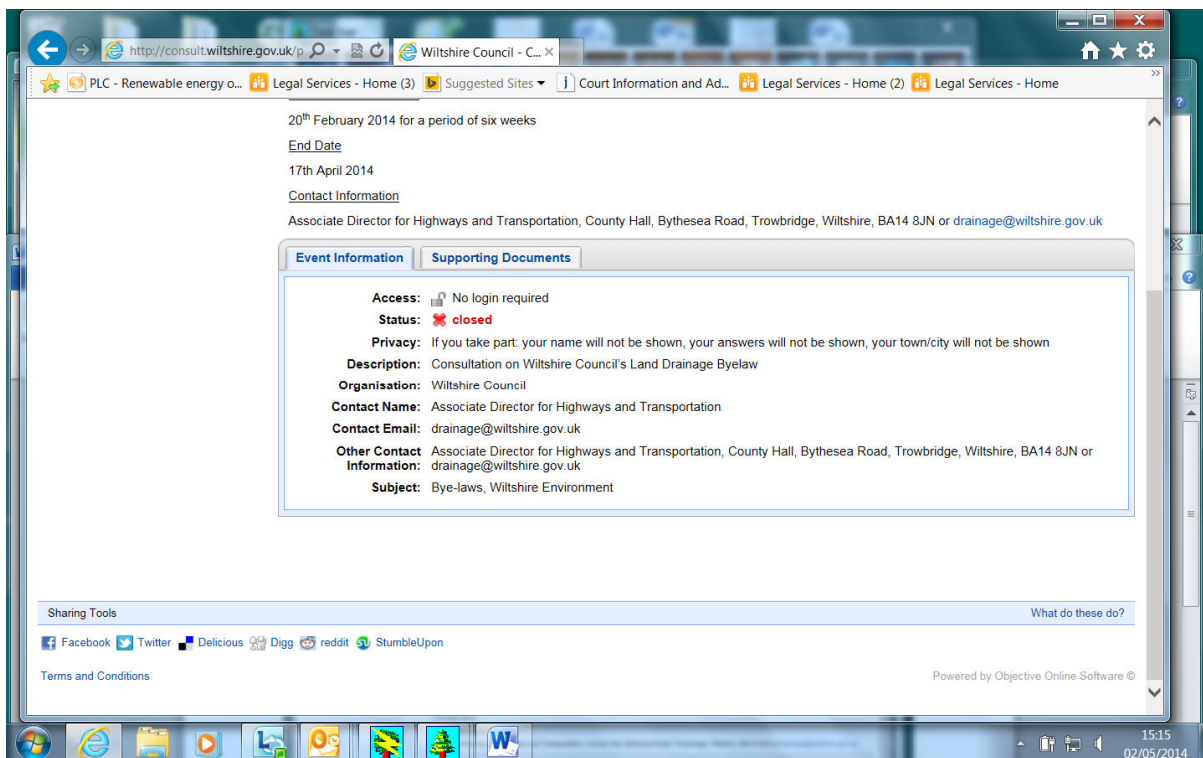 http://consult.wiltshire.gov.uk/p
Wiltshire Council - C...
PLC - Renewable energy o...
Legal Services - Home (3)
Suggested Sites
Court Information and Ad...
Legal Services - Home (2)
Legal Services - Home
20th February 2014 for a period of six weeks
End Date
17th April 2014
Contact Information
Associate Director for Highways and Transportation, County Hall, Bythesea Road, Trowbridge, Wiltshire, BA14 8JN or drainage@wiltshire.gov.uk
Event Information Supporting Documents
Access: No login required
Status: closed
Privacy: If you take part: your name will not be shown, your answers will not be shown, your town/city will not be shown
Description: Consultation on Wiltshire Council's Land Drainage Byelaw
Organisation: Wiltshire Council
Contact Name: Associate Director for Highways and Transportation
Contact Email: drainage@wiltshire.gov.uk
Other Contact Information: Associate Director for Highways and Transportation, County Hall, Bythesea Road, Trowbridge, Wiltshire, BA14 8JN or
drainage@wiltshire.gov.uk
Subject: Bye-laws, Wiltshire Environment
Sharing Tools What do these do?
Facebook Twitter Delicious Digg reddit StumbleUpon
Terms and Conditions Powered by Objective Online Software ©
15:15
02/05/2014